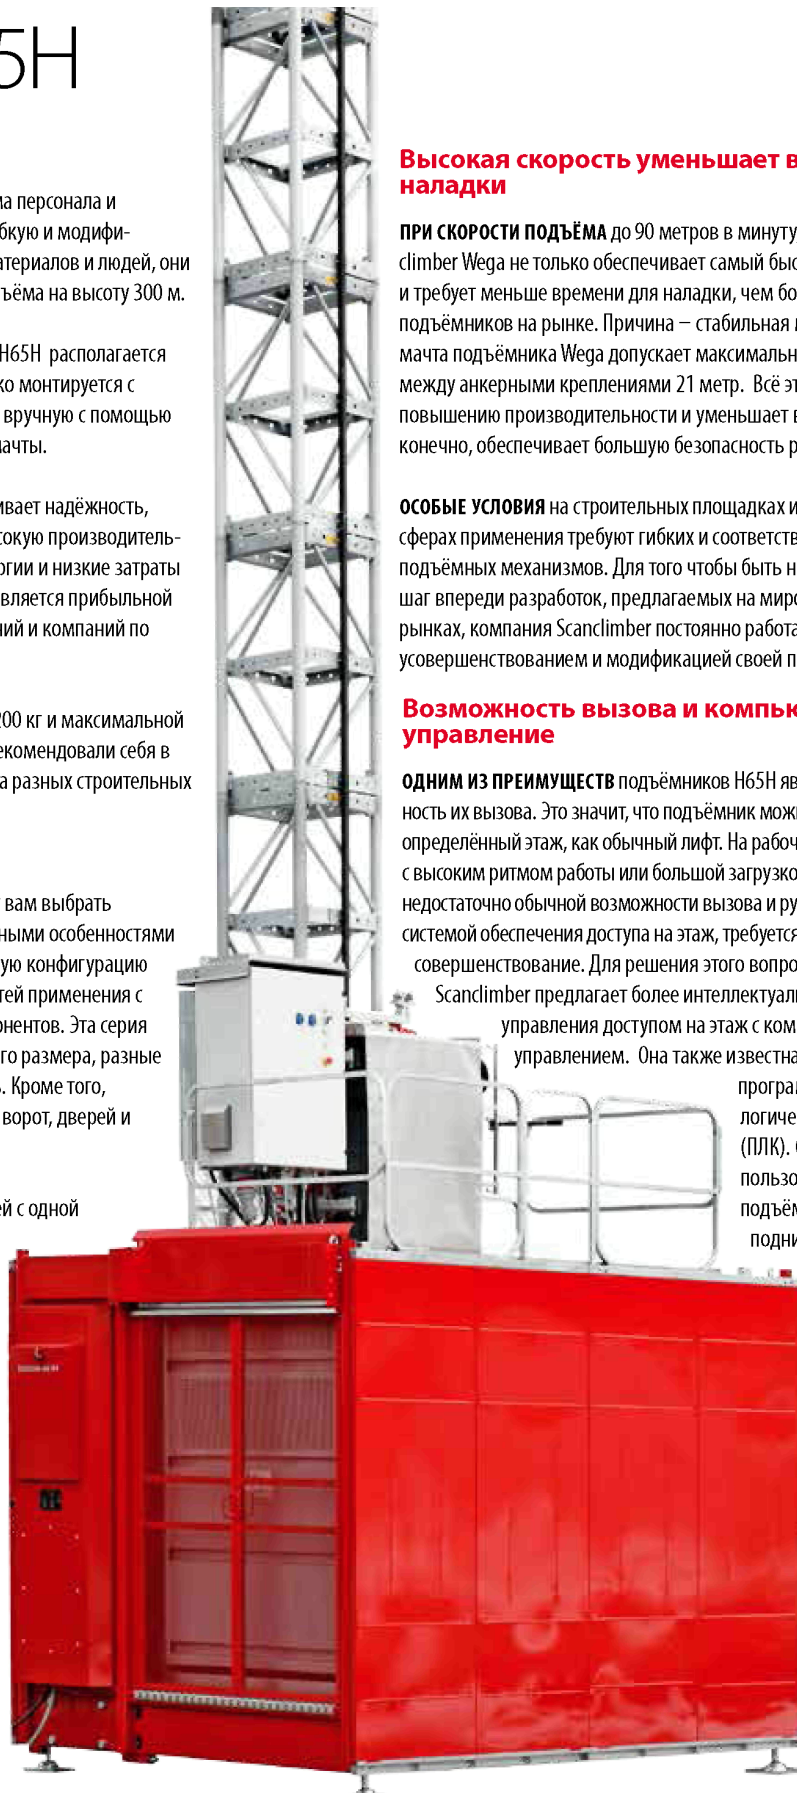 5H
ма персонала и
бкую и модифи-
атериалов и людей, они
ъёма на высоту 300 м.
H65H располагается
ко монтируется с
вручную с помощью
мачты.
ивает надёжность,
сокую производитель-
ргии и низкие затраты
вляется прибыльной
ний и компаний по
200 кг и максимальной
екомендовали себя в
а разных строительных
вам выбрать
ными особенностями
ую конфигурацию
тей применения с
онентов. Эта серия
го размера, разные
ь. Кроме того,
ворот, дверей и
ей с одной
Высокая скорость уменьшает в
наладки
ПРИ СКОРОСТИ ПОДЪЁМА до 90 метров в минуту,
climber Wega не только обеспечивает самый быс
и требует меньше времени для наладки, чем бо
подъёмников на рынке. Причина – стабильная м
мачта подъёмника Wega допускает максимальн
между анкерными креплениями 21 метр. Всё эт
повышению производительности и уменьшает в
конечно, обеспечивает большую безопасность р
ОСОБЫЕ УСЛОВИЯ на строительных площадках и
сферах применения требуют гибких и соответств
подъёмных механизмов. Для того чтобы быть н
шаг впереди разработок, предлагаемых на миро
рынках, компания Scanclimber постоянно работа
усовершенствованием и модификацией своей п
Возможность вызова и компью
управление
ОДНИМ ИЗ ПРЕИМУЩЕСТВ подъёмников H65H яв
ность их вызова. Это значит, что подъёмник мож
определённый этаж, как обычный лифт. На рабоч
с высоким ритмом работы или большой загрузко
недостаточно обычной возможности вызова и ру
системой обеспечения доступа на этаж, требуется
совершенствование. Для решения этого вопро
Scanclimber предлагает более интеллектуаль
управления доступом на этаж с ком
управлением. Она также известна
програм
логиче
(ПЛК). С
пользо
подъём
подни